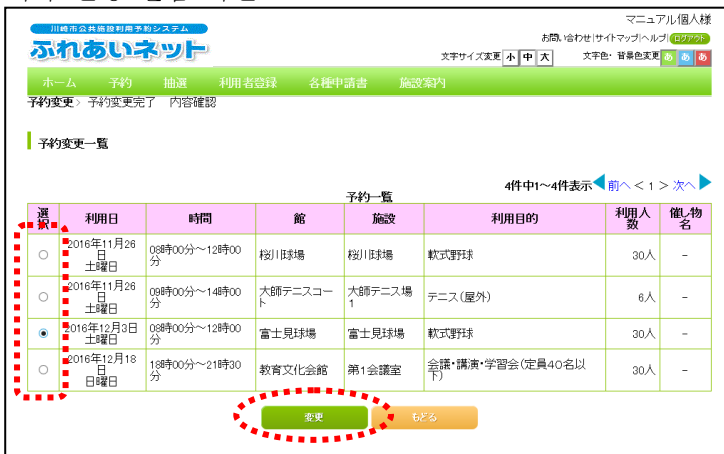 マニュアル個人様
川崎市公共施設利用予約システム
ふれあいネット
お問い合わせ|サイトマップ|ヘルプ| ログアウト
文字サイズ変更 小 中 大 文字色・背景色変更 あ あ あ
ホーム 予約 抽選 利用者登録 各種申請書 施設案内
予約変更> 予約変更完了 内容確認
予約変更一覧
4件中1～4件表示 前へ < 1 > 次へ
予約一覧
選択 利用日 時間 館 施設 利用目的 利用人数 催し物名
2016年11月26日 土曜日 08時00分～12時00分 桜川球場 桜川球場 軟式野球 30人 -
2016年11月26日 土曜日 09時00分～14時00分 大師テニスコート 大師テニス場1 テニス(屋外) 6人 -
2016年12月3日 土曜日 08時00分～12時00分 富士見球場 富士見球場 軟式野球 30人 -
2016年12月18日 日曜日 18時00分～21時30分 教育文化会館 第1会議室 会議・講演・学習会(定員40名以下) 30人 -
変更 もどる